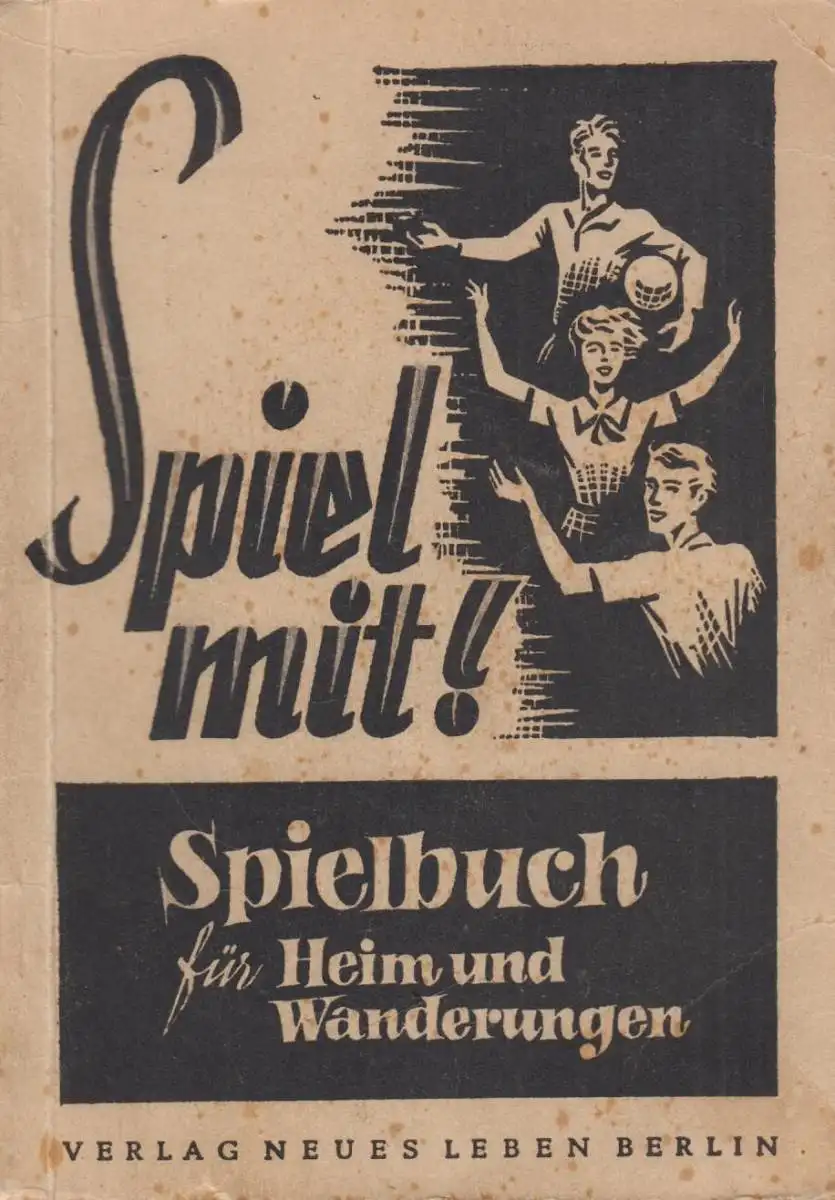 Spiel
mit!
Spielbuch
für Heim und
Wanderungen
VERLAG NEUES LEBEN BERLIN